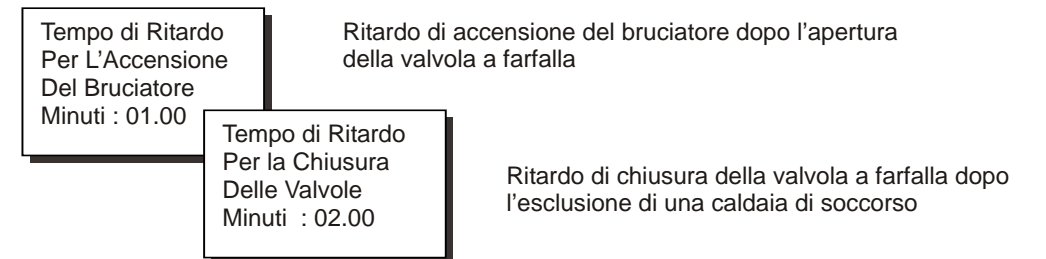 Tempo di Ritardo
Per L’Accensione
Del Bruciatore
Minuti : 01.00
Ritardo di accensione del bruciatore dopo l’apertura
della valvola a farfalla
Tempo di Ritardo
Per la Chiusura
Delle Valvole
Minuti : 02.00
Ritardo di chiusura della valvola a farfalla dopo
l’esclusione di una caldaia di soccorso